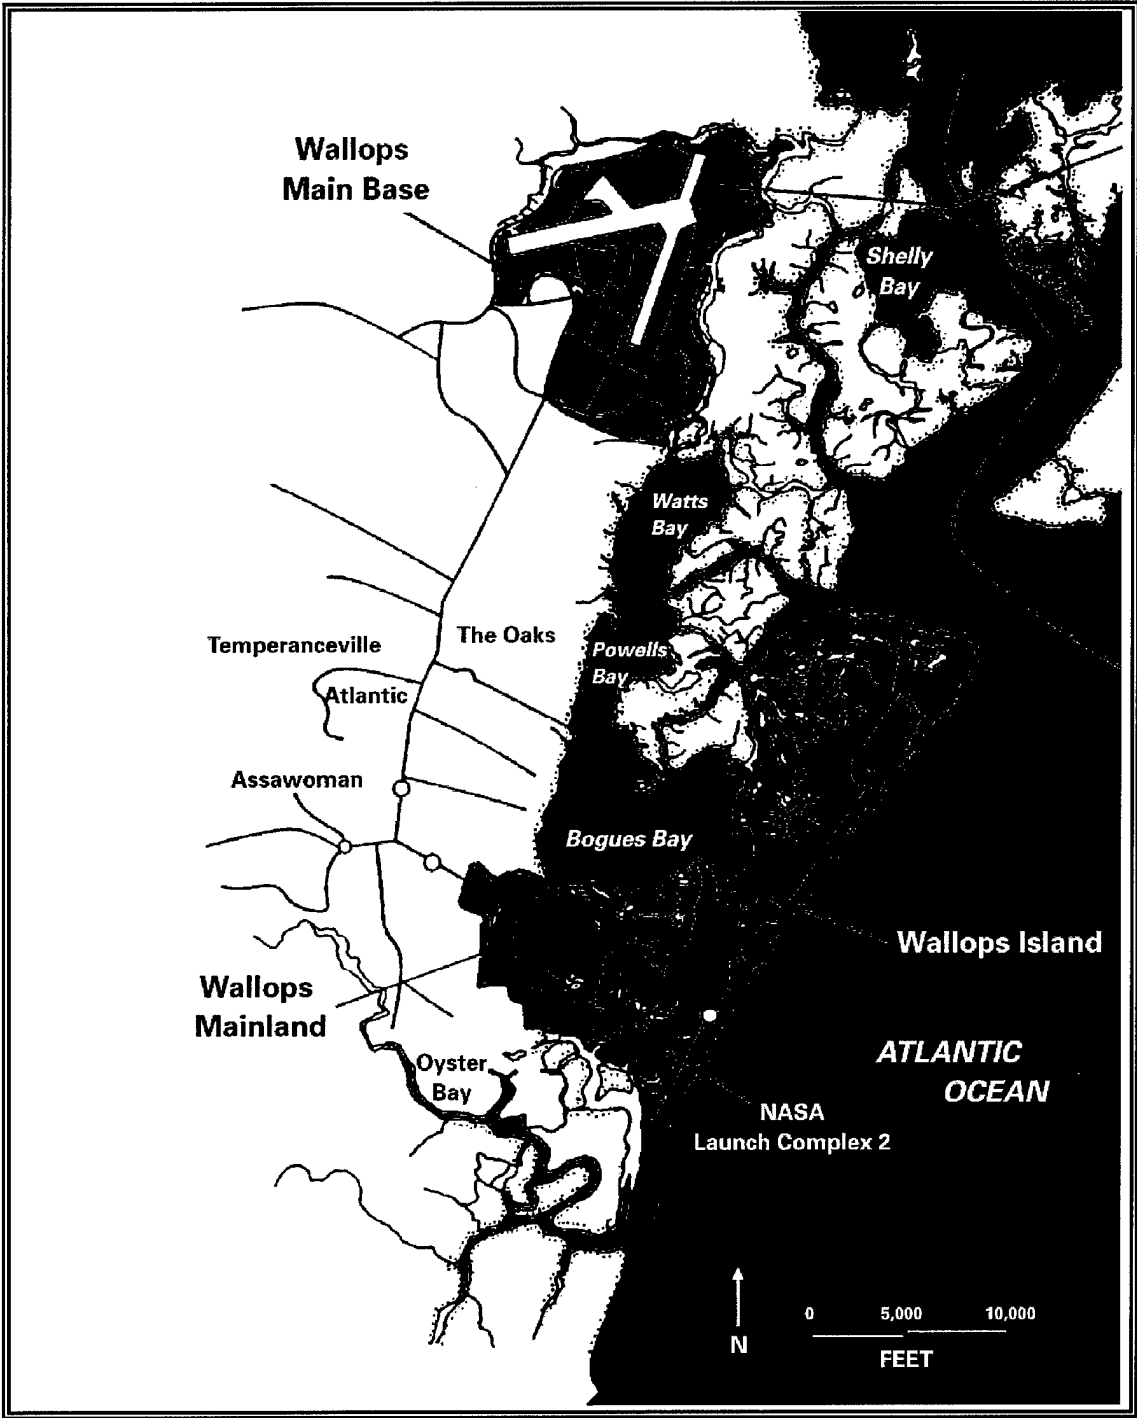 Wallops
Main Base
Shelly
Bay
Watts
Bay
The Oaks
Temperanceville
Powells
Bay
Atlantic
Assawoman
Bogues Bay
Wallops Island
Wallops
Mainland
ATLANTIC
OCEAN
Oyster
Bay
NASA
Launch Complex 2
0 5,000 10,000
N
FEET